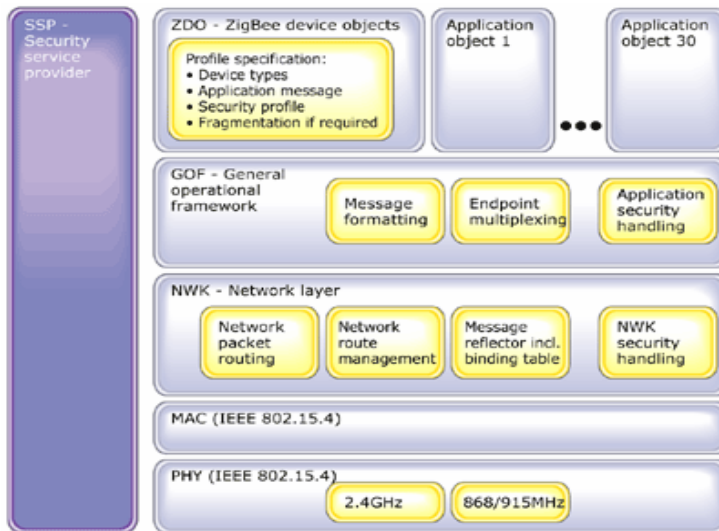 SSP -
Security
service
provider
ZDO - ZigBee device objects
Profile specification:
• Device types
• Application message
• Security profile
• Fragmentation if required
Application
object 1
•••
Application
object 30
GOF - General
operational
framework
Message
formatting
Endpoint
multiplexing
Application
security
handling
NWK - Network layer
Network
packet
routing
Network
route
management
Message
reflector incl.
binding table
NWK
security
handling
MAC (IEEE 802.15.4)
PHY (IEEE 802.15.4)
2.4GHz
868/915MHz